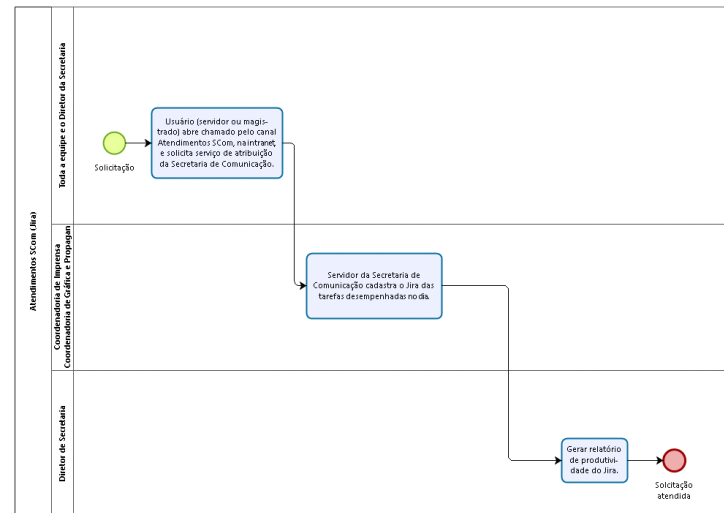 Atendimentos SCom (Jira)
Toda a equipe e o Diretor da Secretaria
Solicitação
Usuário (servidor ou magis-
trado) abre chamado pelo canal
Atendimentos SCom, na intranet,
e solicita serviço de atribuição
da Secretaria de Comunicação.
Coordenadoria de Imprensa
Coordenadoria de Gráfica e Propagan
Servidor da Secretaria de
Comunicação cadastra o Jira das
tarefas desempenhadas no dia.
Diretor de Secretaria
Gerar relatório
de produtivi-
dade do Jira.
Solcitação
atendida